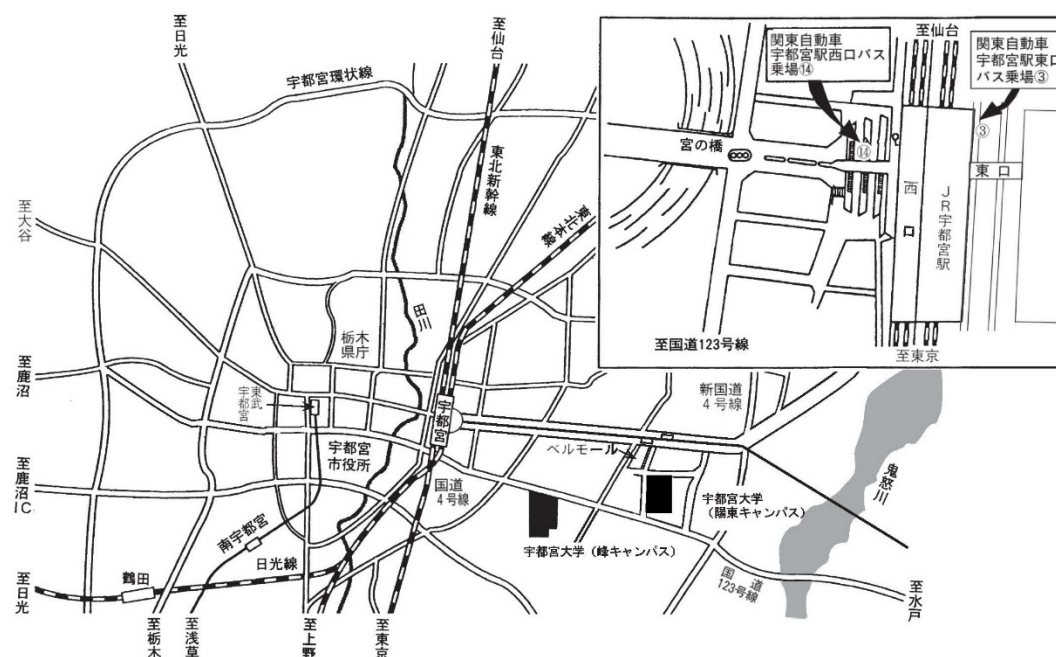 至日光
至仙台
宇都宮環状線
東北新幹線
東北本線
至大谷
田川
栃木
県庁
至鹿沼
東武
宇都宮
宇都宮
宇都宮
市役所
国道
4号線
至鹿沼
IC
南宇都宮
日光線
鶴田
至日光
至栃木
至浅草
至上野
至東京
新国道
4号線
ベルモール
宇都宮大学
（陽東キャンパス）
宇都宮大学（峰キャンパス）
鬼怒川
国道
123号線
至水戸
関東自動車
宇都宮駅西口バス
乗場⑭
至仙台
関東自動車
宇都宮駅東口
バス乗場③
③
⑭
宮の橋
東口
西口
JR宇都宮駅
至国道123号線
至東京